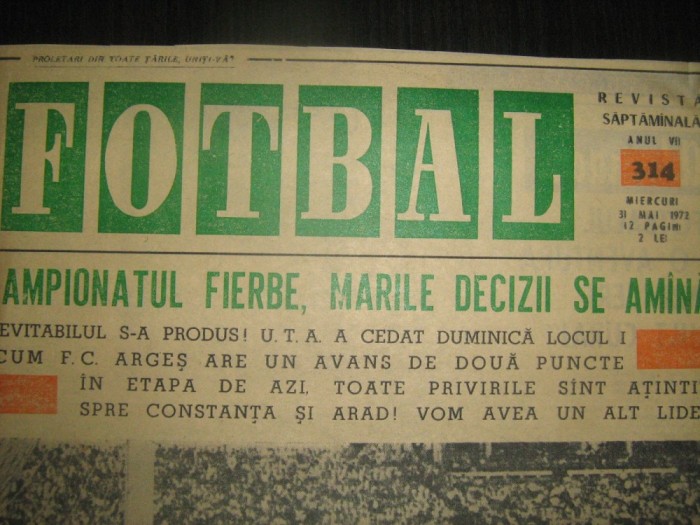 PROLETARI DIN TOATE ȚĂRILE, UNIȚI-VĂ!
FOTBAL
REVISTA
SĂPTĂMÎNALĂ
ANUL VII
314
MIERCURI
31 MAI 1972
12 PAGINI
2 LEI
AMPIONATUL FIERBE, MARILE DECIZII SE AMÎNĂ
EVITABILUL S-A PRODUS! U.T.A. A CEDAT DUMINICĂ LOCUL I
CUM F.C. ARGEȘ ARE UN AVANS DE DOUĂ PUNCTE
ÎN ETAPA DE AZI, TOATE PRIVIRILE SÎNT AȚINTI
SPRE CONSTANȚA ȘI ARAD! VOM AVEA UN ALT LIDE